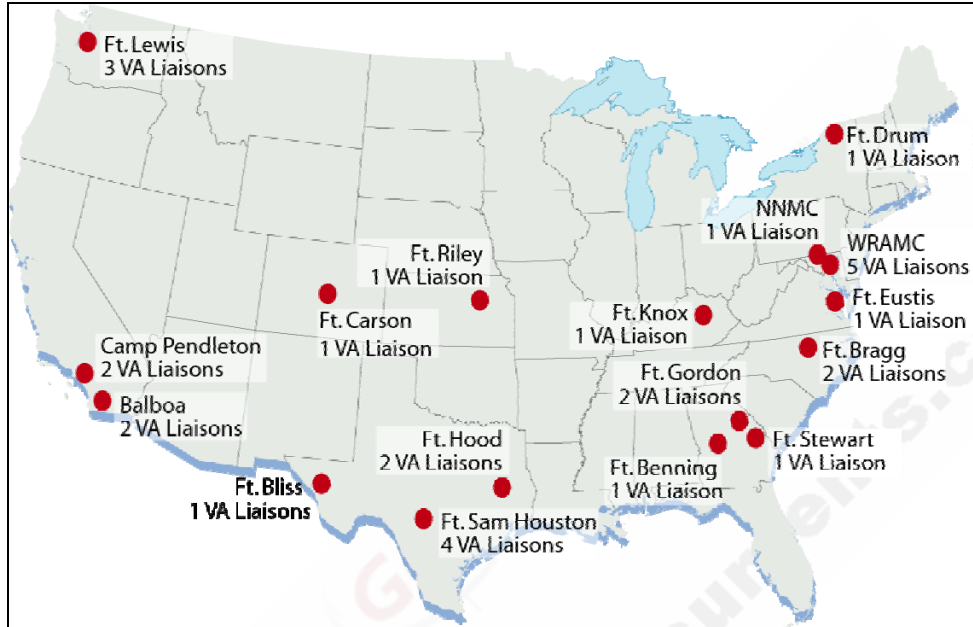 Ft. Lewis
3 VA Liaisons
Ft. Drum
1 VA Liaison
NNMC
1 VA Liaison
WRAMC
5 VA Liaisons
Ft. Riley
1 VA Liaison
Ft. Eustis
1 VA Liaison
Ft. Carson
1 VA Liaison
Ft. Knox
1 VA Liaison
Camp Pendleton
2 VA Liaisons
Ft. Bragg
2 VA Liaisons
Ft. Gordon
2 VA Liaisons
Balboa
2 VA Liaisons
Ft. Hood
2 VA Liaisons
Ft. Stewart
1 VA Liaison
Ft. Benning
1 VA Liaison
Ft. Bliss
1 VA Liaisons
Ft. Sam Houston
4 VA Liaisons